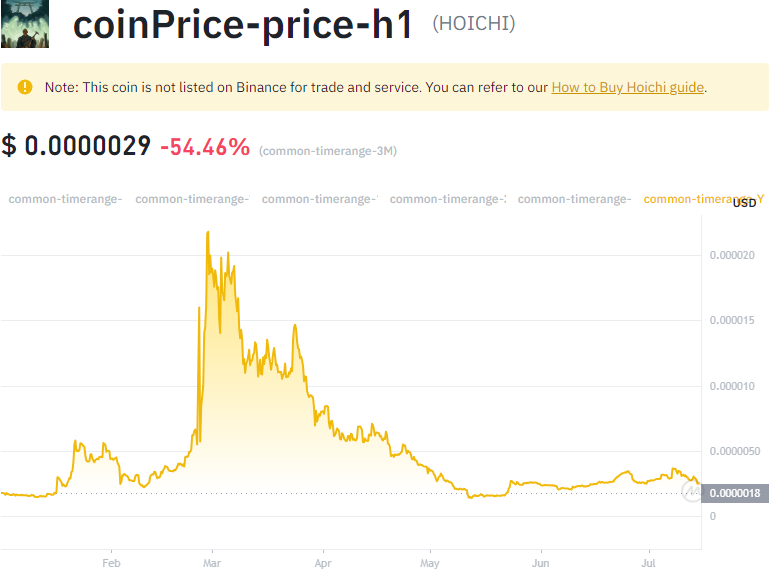 coinPrice-price-h1 (HOICHI)
Note: This coin is not listed on Binance for trade and service. You can refer to our How to Buy Hoichi guide.
$ 0.0000029 -54.46% (common-timerange-3M)
common-timerange- common-timerange- common-timerange- common-timerange- common-timerange- common-timerange-Y
USD
0.000020
0.000015
0.000010
0.0000050
0.0000018
0
Feb Mar Apr May Jun Jul